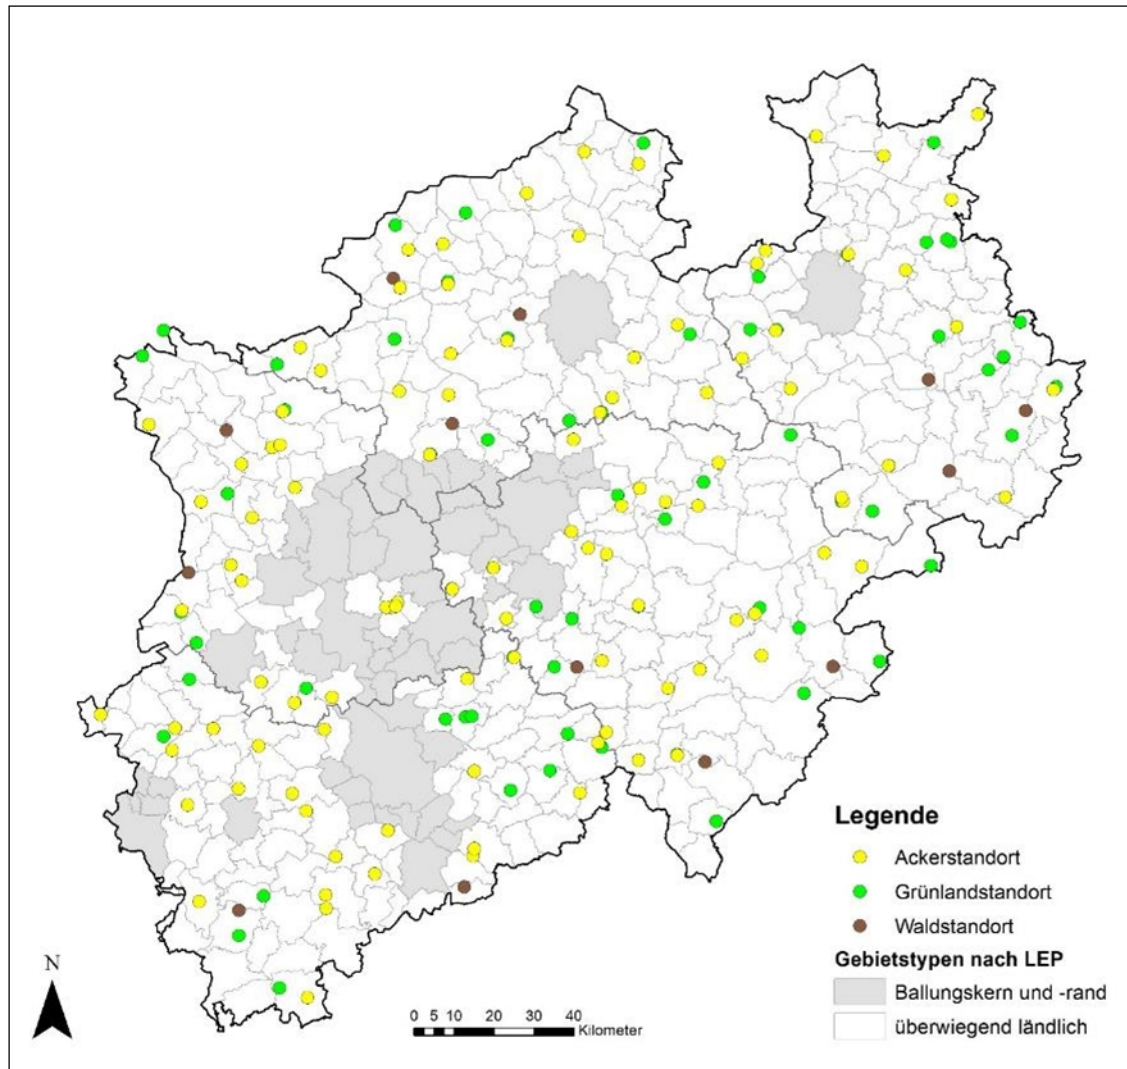 Legende
Ackerstandort
Grünlandstandort
Waldstandort
Gebietstypen nach LEP
Ballungskern und -rand
überwiegend ländlich
N
0 5 10 20 30 40
Kilometer